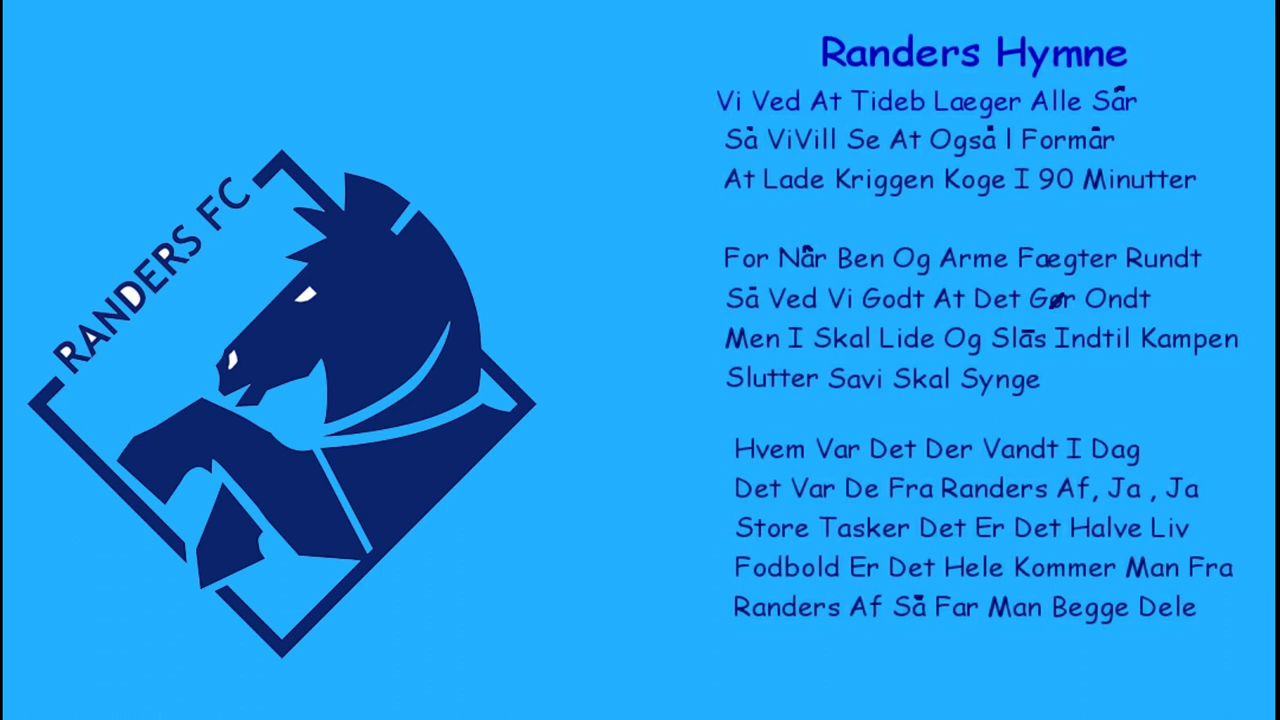 RANDERS FC
Randers Hymne
Vi Ved At Tideb Læger Alle Sår
Så ViVill Se At Også I Formår
At Lade Kriggen Koge I 90 Minutter
For Når Ben Og Arme Fægter Rundt
Så Ved Vi Godt At Det Gør Ondt
Men I Skal Lide Og Slås Indtil Kampen
Slutter Savi Skal Synge
Hvem Var Det Der Vandt I Dag
Det Var De Fra Randers Af, Ja , Ja
Store Tasker Det Er Det Halve Liv
Fodbold Er Det Hele Kommer Man Fra
Randers Af Så Far Man Begge Dele